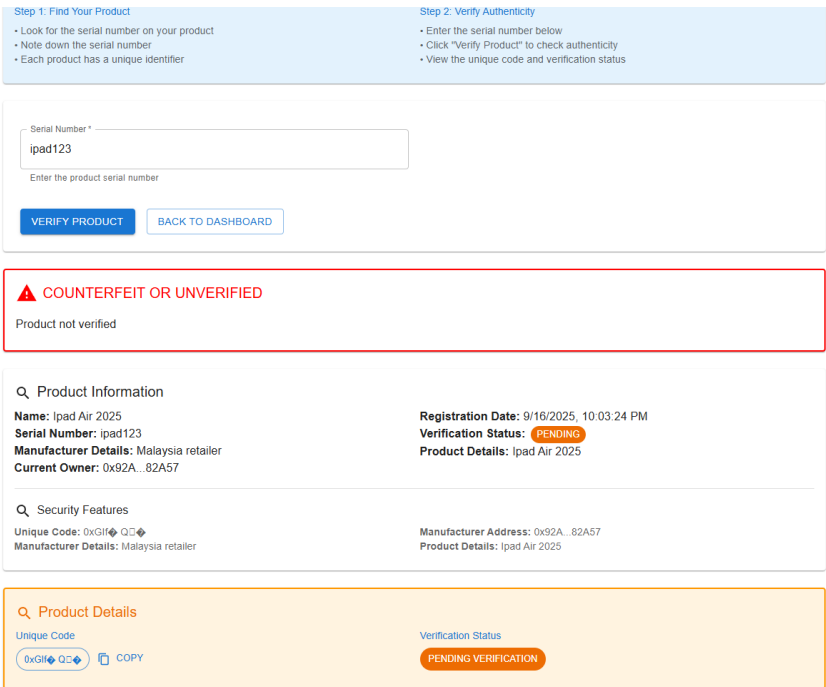 Step 1: Find Your Product
• Look for the serial number on your product
• Note down the serial number
• Each product has a unique identifier
Step 2: Verify Authenticity
• Enter the serial number below
• Click "Verify Product" to check authenticity
• View the unique code and verification status
Serial Number *
ipad123
Enter the product serial number
VERIFY PRODUCT
BACK TO DASHBOARD
COUNTERFEIT OR UNVERIFIED
Product not verified
Product Information
Name: Ipad Air 2025
Serial Number: ipad123
Manufacturer Details: Malaysia retailer
Current Owner: 0x92A...82A57
Registration Date: 9/16/2025, 10:03:24 PM
Verification Status: PENDING
Product Details: Ipad Air 2025
Security Features
Unique Code: 0xGIf� Q▯�
Manufacturer Details: Malaysia retailer
Manufacturer Address: 0x92A...82A57
Product Details: Ipad Air 2025
Product Details
Unique Code
0xGIf� Q▯�
COPY
Verification Status
PENDING VERIFICATION